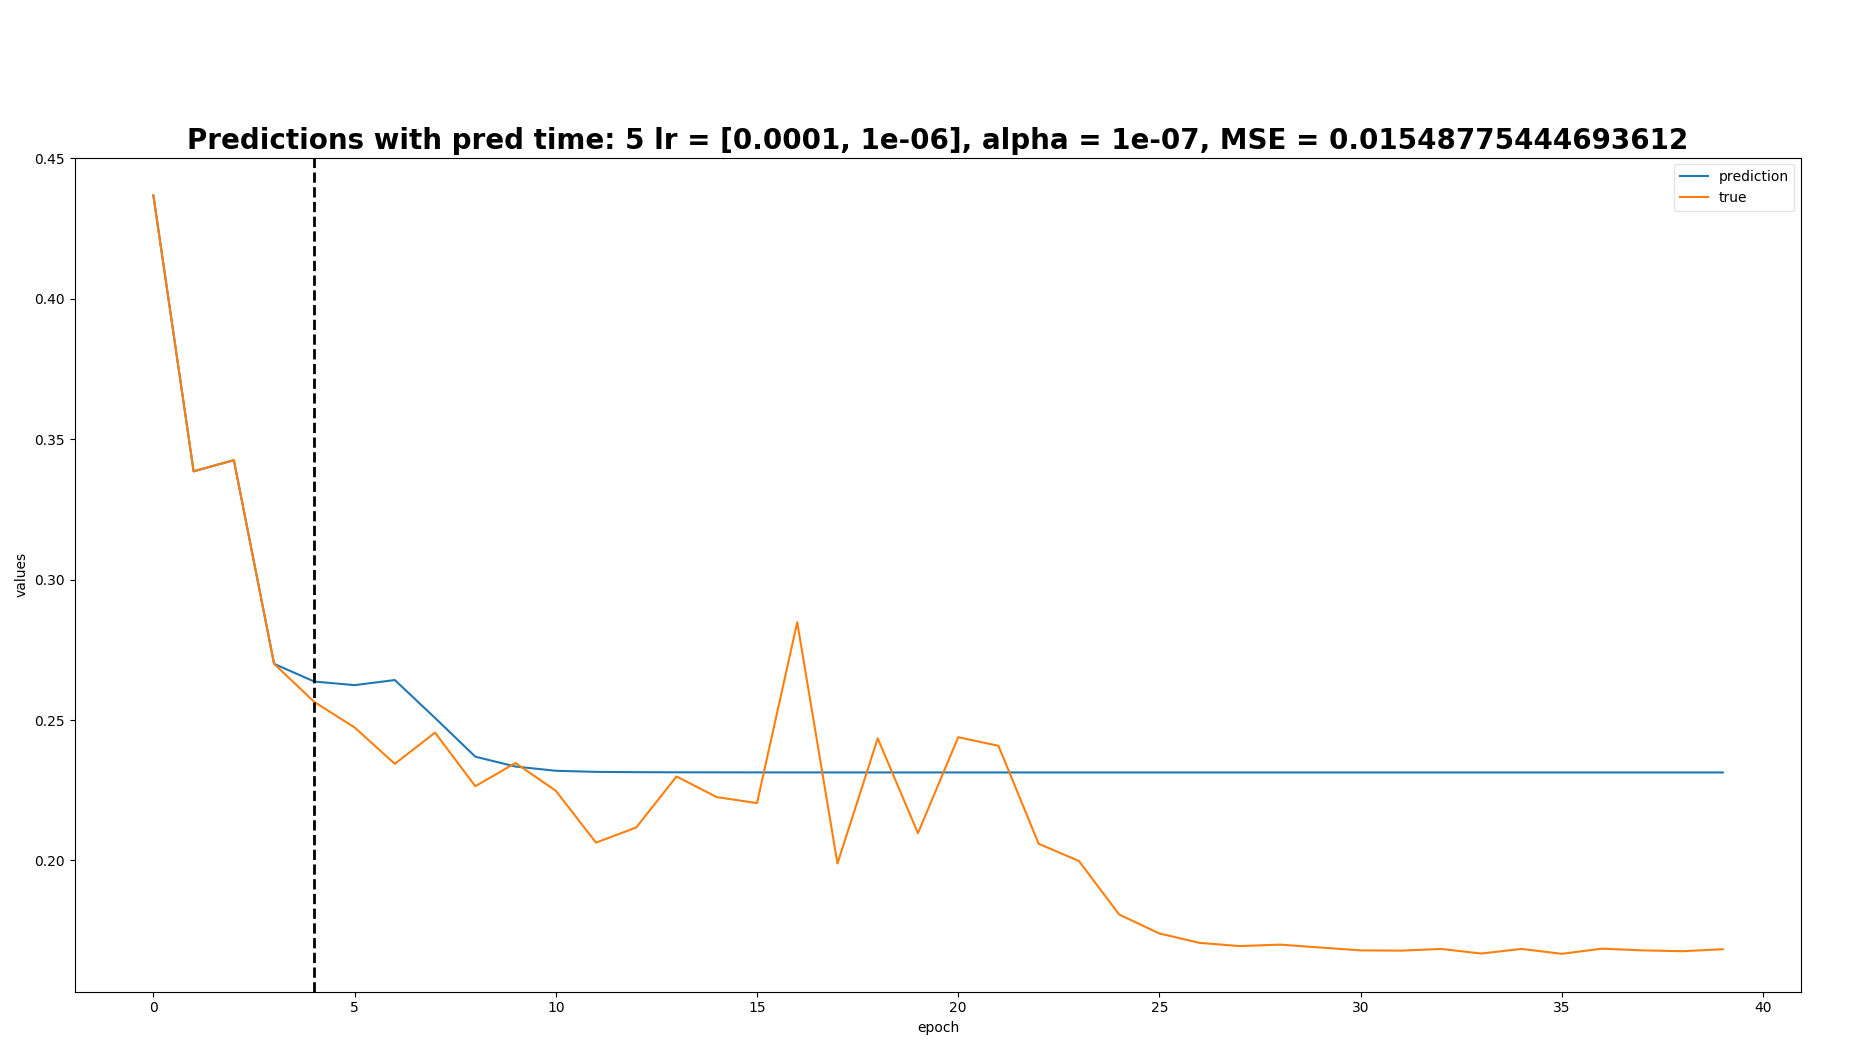 Predictions with pred time: 5 lr = [0.0001, 1e-06], alpha = 1e-07, MSE = 0.01548775444693612
prediction
true
values
0.45
0.40
0.35
0.30
0.25
0.20
0 5 10 15 20 25 30 35 40
epoch